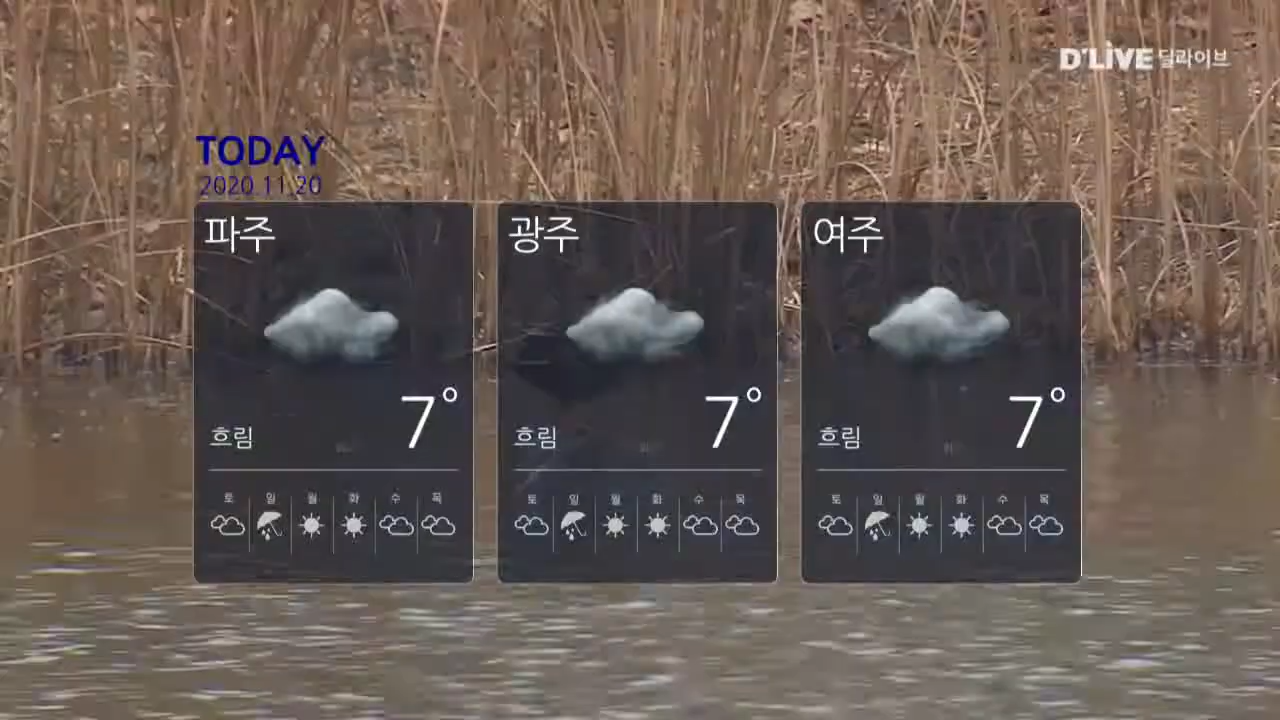 D'LIVE 딜라이브
TODAY
2020.11.20
파주
흐림
7°
토 일 월 화 수 목
광주
흐림
7°
토 일 월 화 수 목
여주
흐림
7°
토 일 월 화 수 목